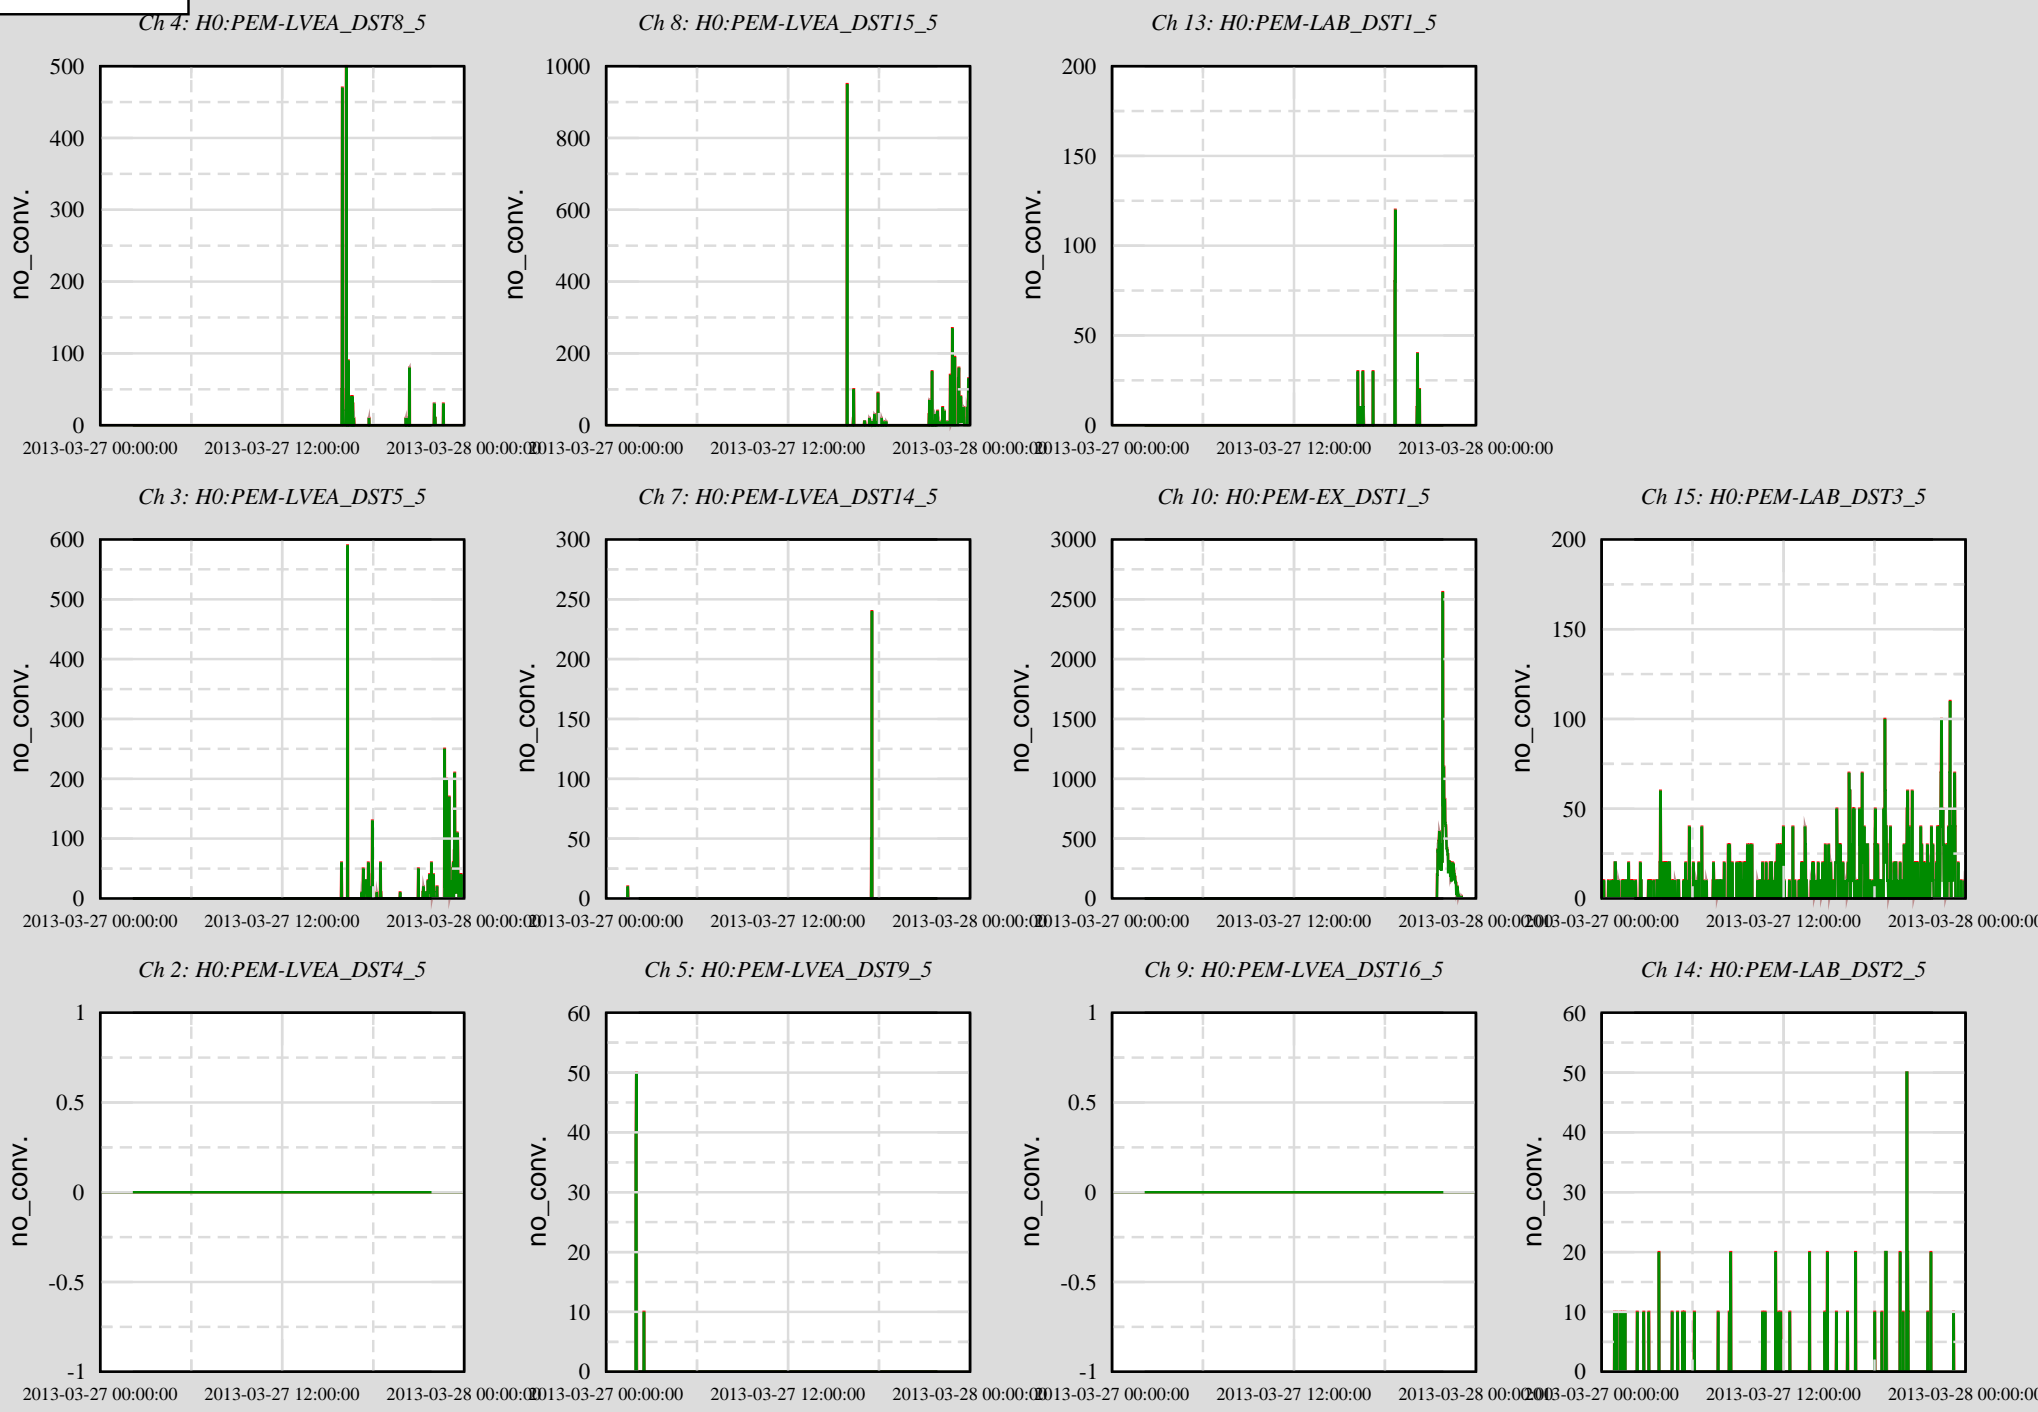 Ch 4: H0:PEM-LVEA_DST8_5
500
400
300
200
100
0
no_conv.
2013-03-27 00:00:00 2013-03-27 12:00:00 2013-03-28 00:00:00
Ch 8: H0:PEM-LVEA_DST15_5
1000
800
600
400
200
0
no_conv.
2013-03-27 00:00:00 2013-03-27 12:00:00 2013-03-28 00:00:00
Ch 13: H0:PEM-LAB_DST1_5
200
150
100
50
0
no_conv.
2013-03-27 00:00:00 2013-03-27 12:00:00 2013-03-28 00:00:00
Ch 3: H0:PEM-LVEA_DST5_5
600
500
400
300
200
100
0
no_conv.
2013-03-27 00:00:00 2013-03-27 12:00:00 2013-03-28 00:00:00
Ch 7: H0:PEM-LVEA_DST14_5
300
250
200
150
100
50
0
no_conv.
2013-03-27 00:00:00 2013-03-27 12:00:00 2013-03-28 00:00:00
Ch 10: H0:PEM-EX_DST1_5
3000
2500
2000
1500
1000
500
0
no_conv.
2013-03-27 00:00:00 2013-03-27 12:00:00 2013-03-28 00:00:00
Ch 15: H0:PEM-LAB_DST3_5
200
150
100
50
0
no_conv.
2013-03-27 00:00:00 2013-03-27 12:00:00 2013-03-28 00:00:00
Ch 2: H0:PEM-LVEA_DST4_5
1
0.5
0
-0.5
-1
no_conv.
2013-03-27 00:00:00 2013-03-27 12:00:00 2013-03-28 00:00:00
Ch 5: H0:PEM-LVEA_DST9_5
60
50
40
30
20
10
0
no_conv.
2013-03-27 00:00:00 2013-03-27 12:00:00 2013-03-28 00:00:00
Ch 9: H0:PEM-LVEA_DST16_5
1
0.5
0
-0.5
-1
no_conv.
2013-03-27 00:00:00 2013-03-27 12:00:00 2013-03-28 00:00:00
Ch 14: H0:PEM-LAB_DST2_5
60
50
40
30
20
10
0
no_conv.
2013-03-27 00:00:00 2013-03-27 12:00:00 2013-03-28 00:00:00